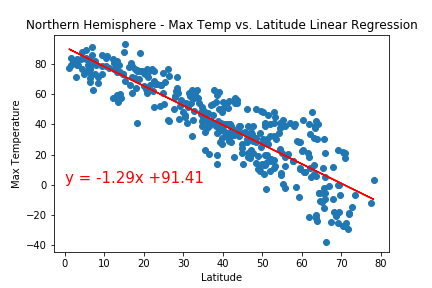 Northern Hemisphere - Max Temp vs. Latitude Linear Regression
80
60
40
20
0
−20
−40
Max Temperature
y = -1.29x +91.41
0 10 20 30 40 50 60 70 80
Latitude